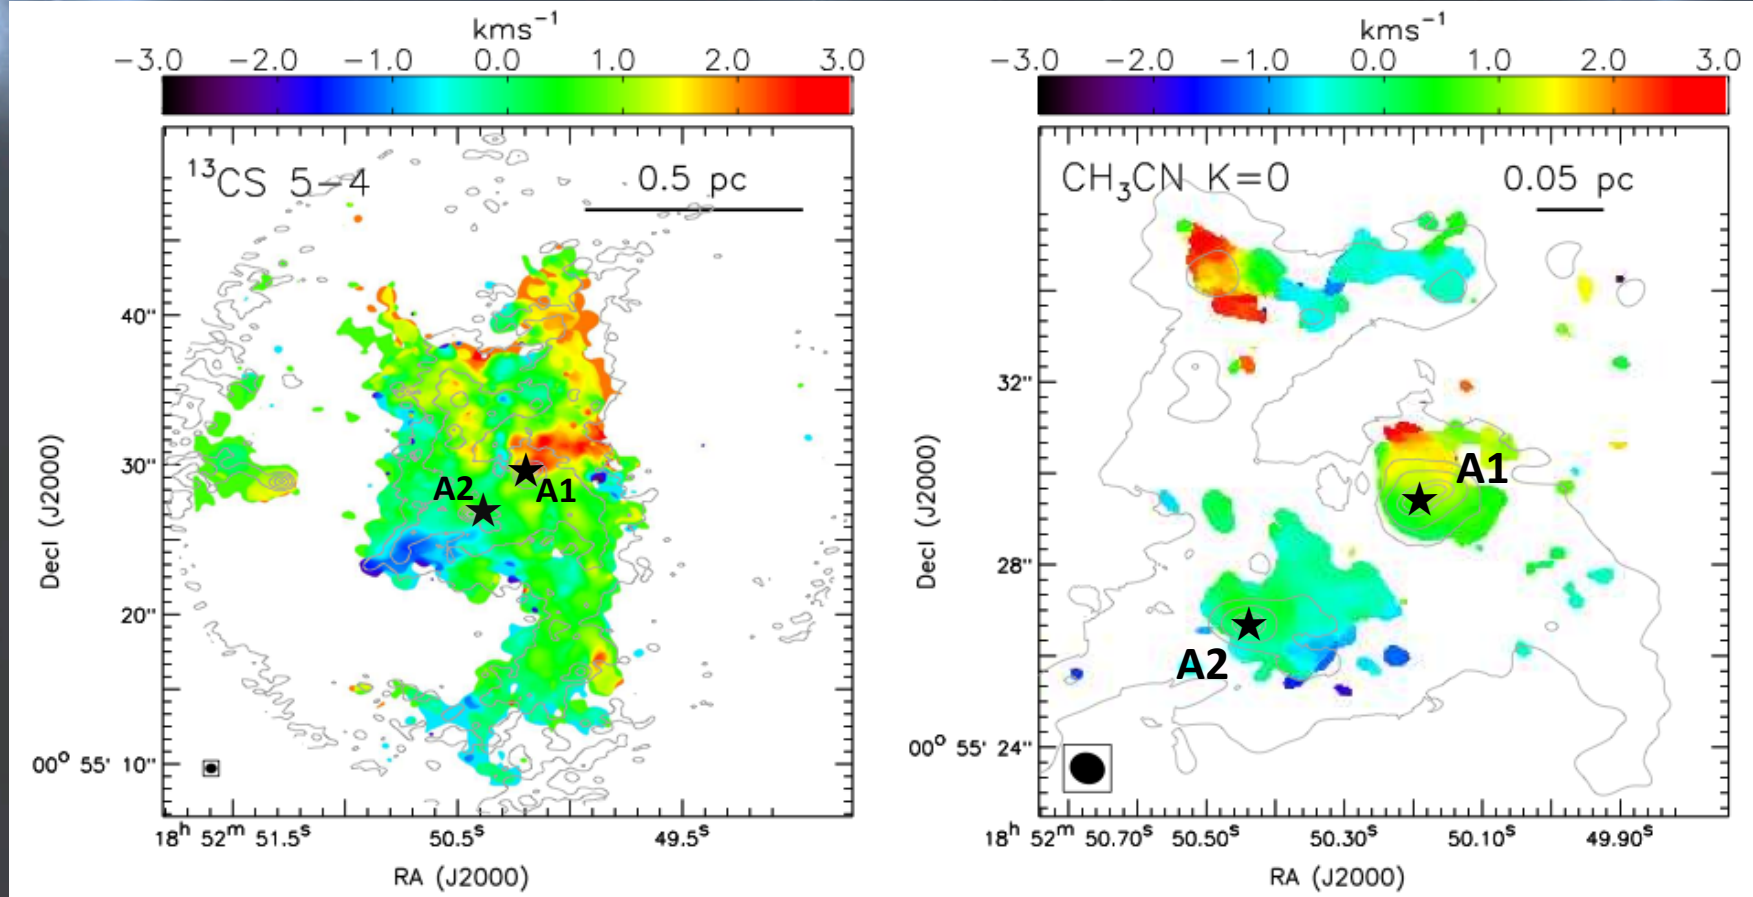 kms⁻¹
−3.0 −2.0 −1.0 0.0 1.0 2.0 3.0
¹³CS 5−4
0.5 pc
A2
A1
40"
30"
20"
00° 55' 10"
Decl (J2000)
18ʰ 52ᵐ 51.5ˢ 50.5ˢ 49.5ˢ
RA (J2000)
kms⁻¹
−3.0 −2.0 −1.0 0.0 1.0 2.0 3.0
CH₃CN K=0
0.05 pc
A1
A2
32"
28"
00° 55' 24"
Decl (J2000)
18ʰ 52ᵐ 50.70ˢ 50.50ˢ 50.30ˢ 50.10ˢ 49.90ˢ
RA (J2000)